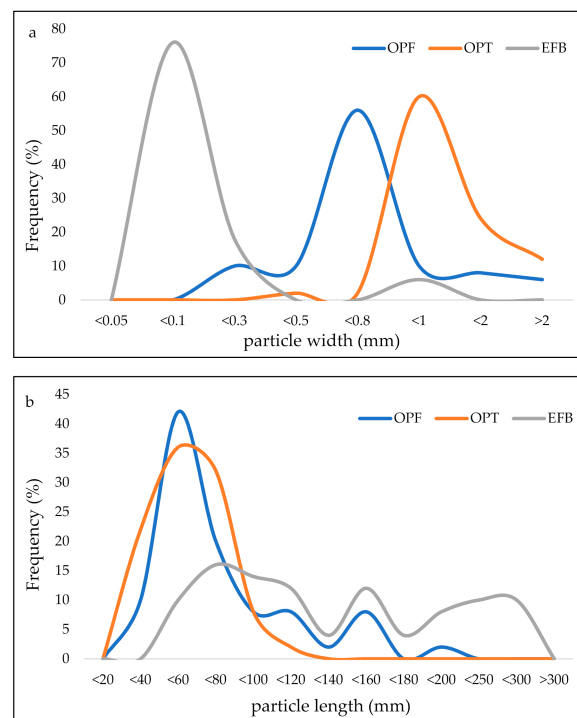 a
OPF OPT EFB
80
70
60
50
40
30
20
10
0
Frequency (%)
<0.05 <0.1 <0.3 <0.5 <0.8 <1 <2 >2
particle width (mm)
b
OPF OPT EFB
45
40
35
30
25
20
15
10
5
0
Frequency (%)
<20 <40 <60 <80 <100 <120 <140 <160 <180 <200 <250 <300 >300
particle length (mm)